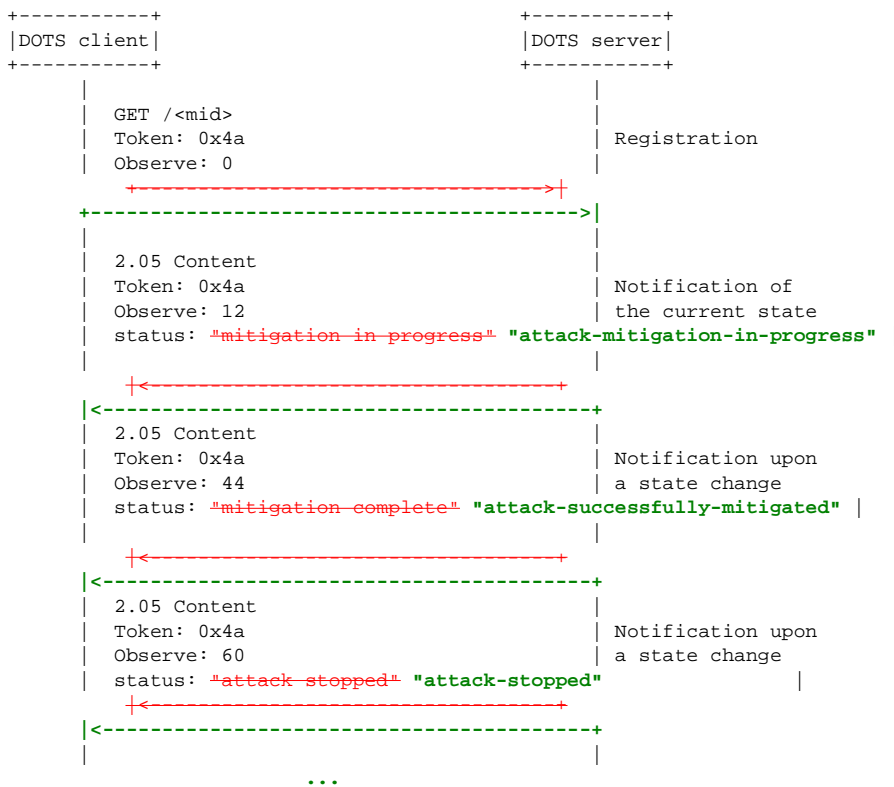 +-----------+                              +-----------+
|DOTS client|                              |DOTS server|
+-----------+                              +-----------+
      |                                          |
      | GET /<mid>                               |
      | Token: 0x4a                              | Registration
      | Observe: 0                               |
          +---------------------------------->|
      +----------------------------------------->|
      |                                          |
      | 2.05 Content                             |
      | Token: 0x4a                              | Notification of
      | Observe: 12                              | the current state
      | status: "mitigation in progress" "attack-mitigation-in-progress"
      |                                          |
          |<----------------------------------+
      |<-----------------------------------------+
      | 2.05 Content                             |
      | Token: 0x4a                              | Notification upon
      | Observe: 44                              | a state change
      | status: "mitigation complete" "attack-successfully-mitigated" |
      |                                          |
          |<----------------------------------+
      |<-----------------------------------------+
      | 2.05 Content                             |
      | Token: 0x4a                              | Notification upon
      | Observe: 60                              | a state change
      | status: "attack stopped" "attack-stopped"                |
          |<----------------------------------+
      |<-----------------------------------------+
      |                                          |
                         ...